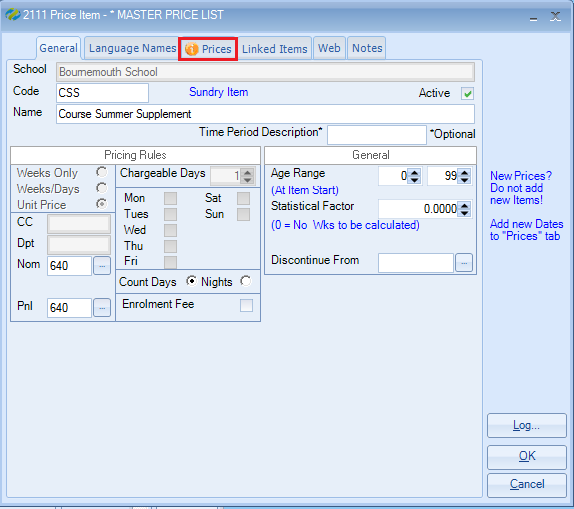 2111 Price Item - * MASTER PRICE LIST
General Language Names Prices Linked Items Web Notes
School Bournemouth School
Code CSS Sundry Item Active
Name Course Summer Supplement
Time Period Description* *Optional
Pricing Rules
Weeks Only
Weeks/Days
Unit Price
CC
Dpt
Nom 640 ...
Pnl 640 ...
Chargeable Days 1
Mon Sat
Tues Sun
Wed
Thu
Fri
Count Days Nights
Enrolment Fee
General
Age Range 0 99
(At Item Start)
Statistical Factor 0.0000
(0 = No Wks to be calculated)
Discontinue From ...
New Prices?
Do not add
new Items!
Add new Dates
to "Prices" tab
Log...
OK
Cancel